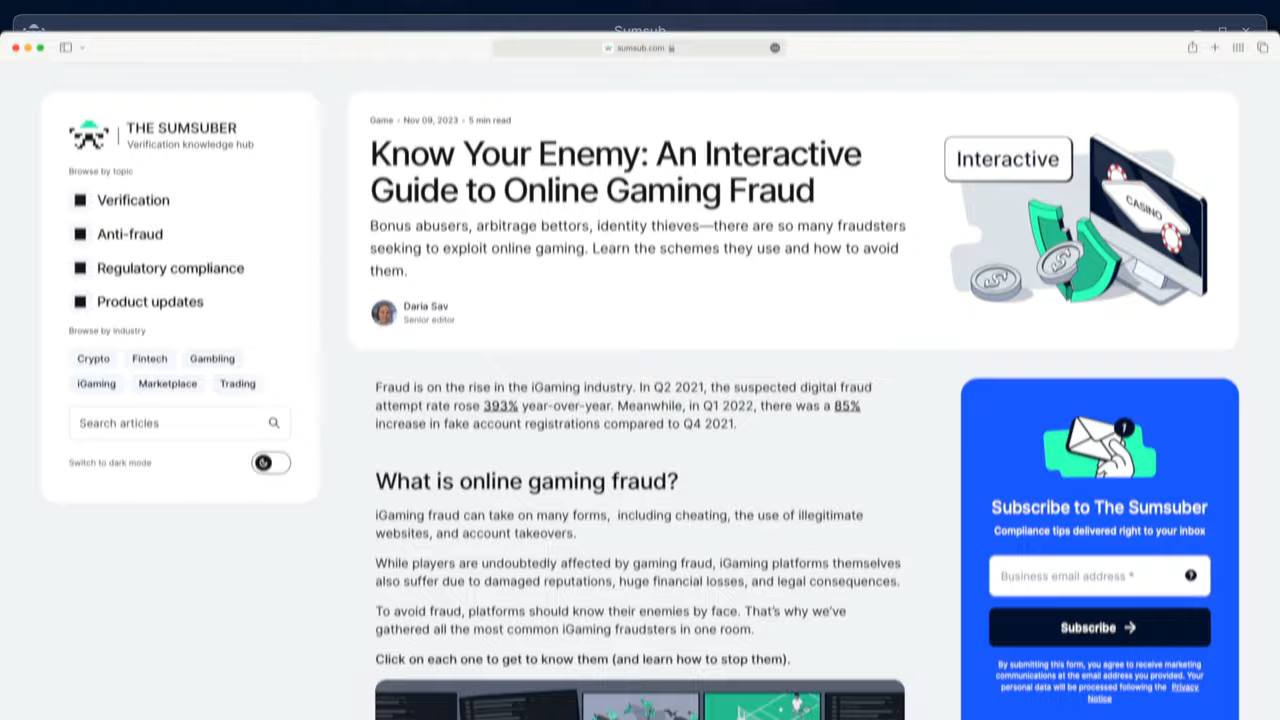 Sumsub
sumsub.com
THE SUMSUBER
Verification knowledge hub
Browse by topic
Verification
Anti-fraud
Regulatory compliance
Product updates
Browse by industry
Crypto Fintech Gambling
iGaming Marketplace Trading
Search articles
Switch to dark mode
Game • Nov 09, 2023 • 5 min read
Know Your Enemy: An Interactive
Guide to Online Gaming Fraud
Bonus abusers, arbitrage bettors, identity thieves—there are so many fraudsters
seeking to exploit online gaming. Learn the schemes they use and how to avoid
them.
Daria Sav
Senior editor
Interactive
CASINO
Fraud is on the rise in the iGaming industry. In Q2 2021, the suspected digital fraud
attempt rate rose 393% year-over-year. Meanwhile, in Q1 2022, there was a 85%
increase in fake account registrations compared to Q4 2021.
What is online gaming fraud?
iGaming fraud can take on many forms, including cheating, the use of illegitimate
websites, and account takeovers.
While players are undoubtedly affected by gaming fraud, iGaming platforms themselves
also suffer due to damaged reputations, huge financial losses, and legal consequences.
To avoid fraud, platforms should know their enemies by face. That's why we've
gathered all the most common iGaming fraudsters in one room.
Click on each one to get to know them (and learn how to stop them).
1
Subscribe to The Sumsuber
Compliance tips delivered right to your inbox
Business email address *
?
Subscribe →
By submitting this form, you agree to receive marketing
communications at the email address you provided. Your
personal data will be processed following the Privacy
Notice